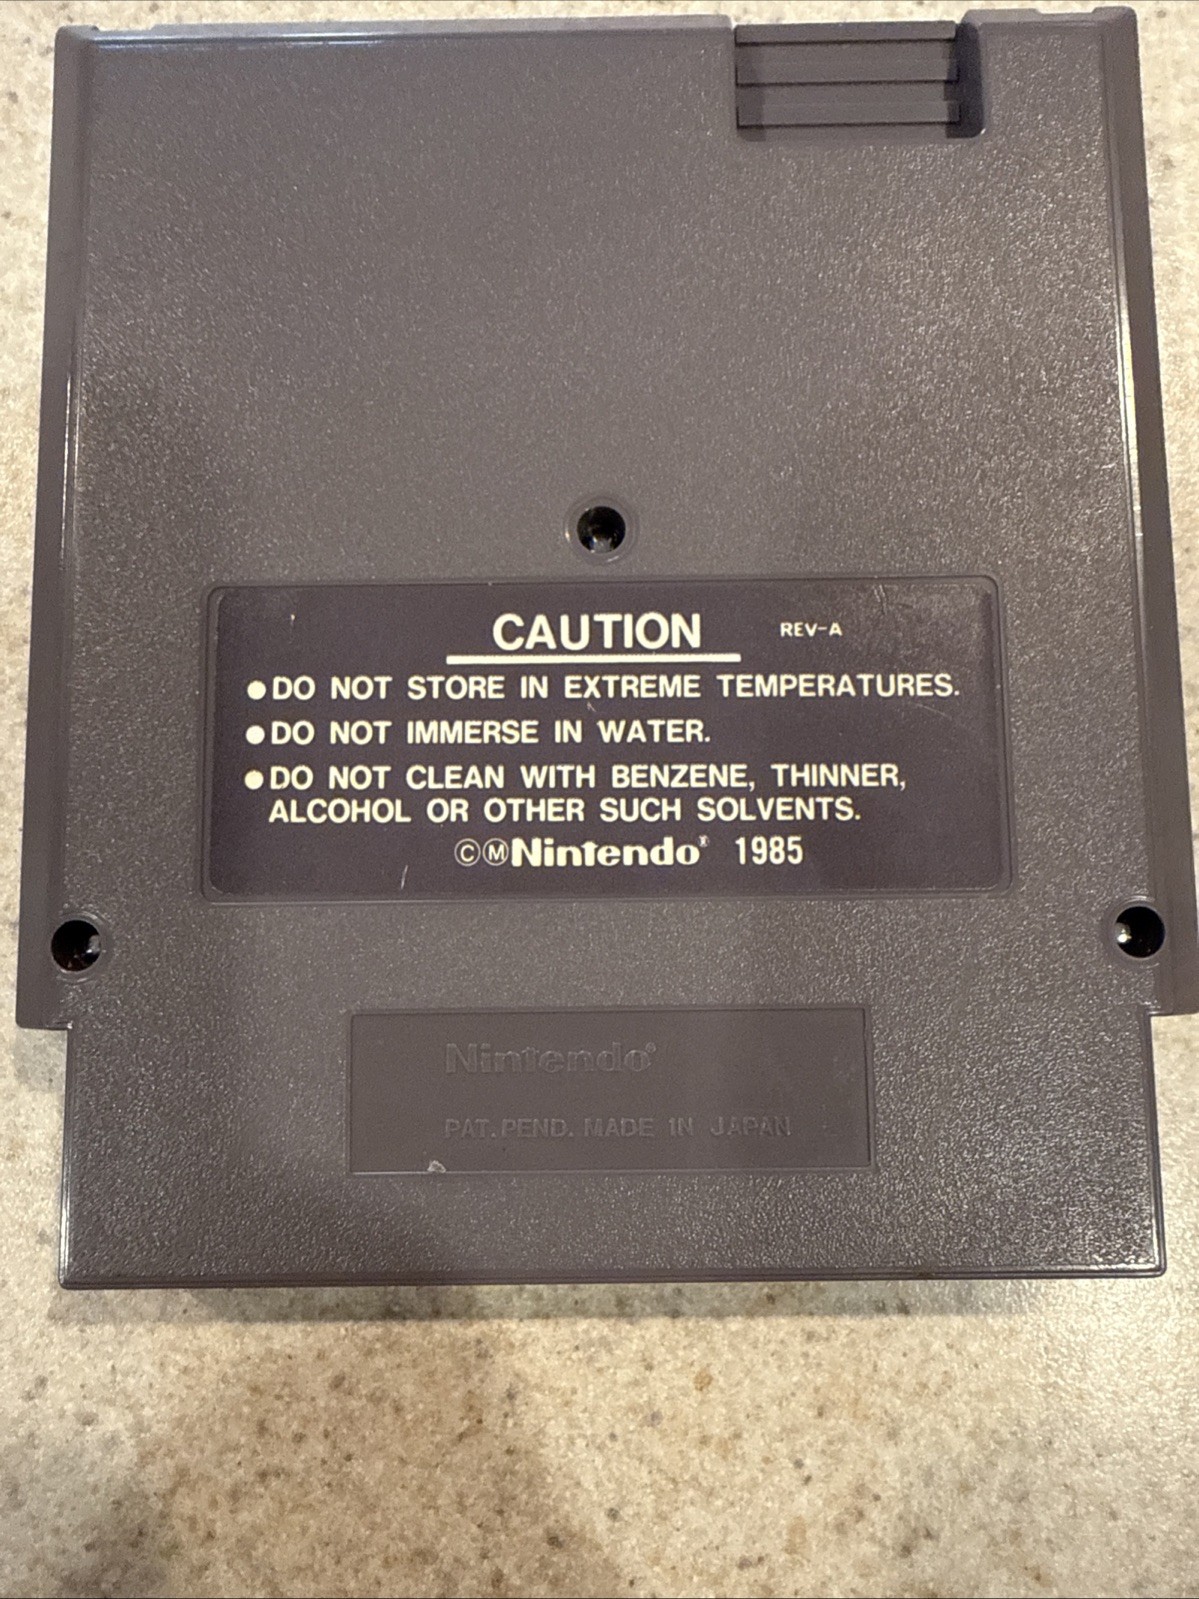 CAUTION REV-A
●DO NOT STORE IN EXTREME TEMPERATURES.
●DO NOT IMMERSE IN WATER.
●DO NOT CLEAN WITH BENZENE, THINNER,
ALCOHOL OR OTHER SUCH SOLVENTS.
©ⓂNintendo® 1985
Nintendo®
PAT. PEND. MADE IN JAPAN